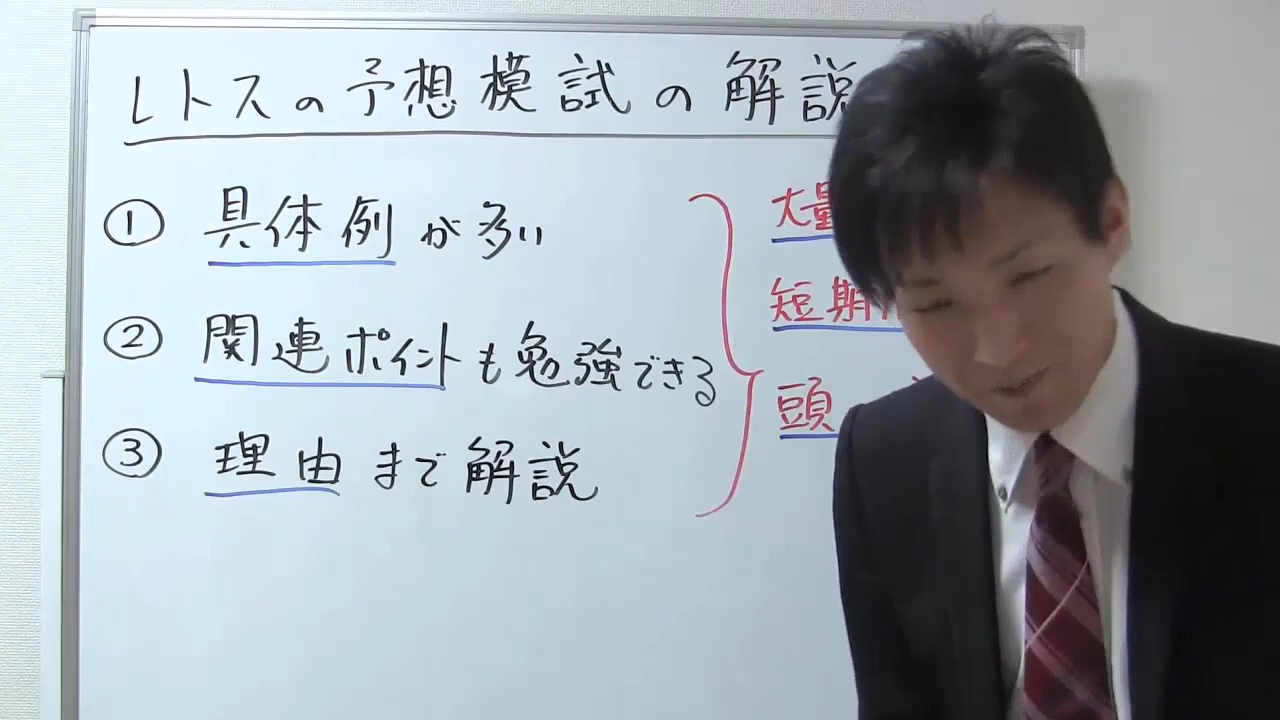 レトスの予想模試の解説
① 具体例が多い
② 関連ポイントも勉強できる
③ 理由まで解説
大量
短期
頭